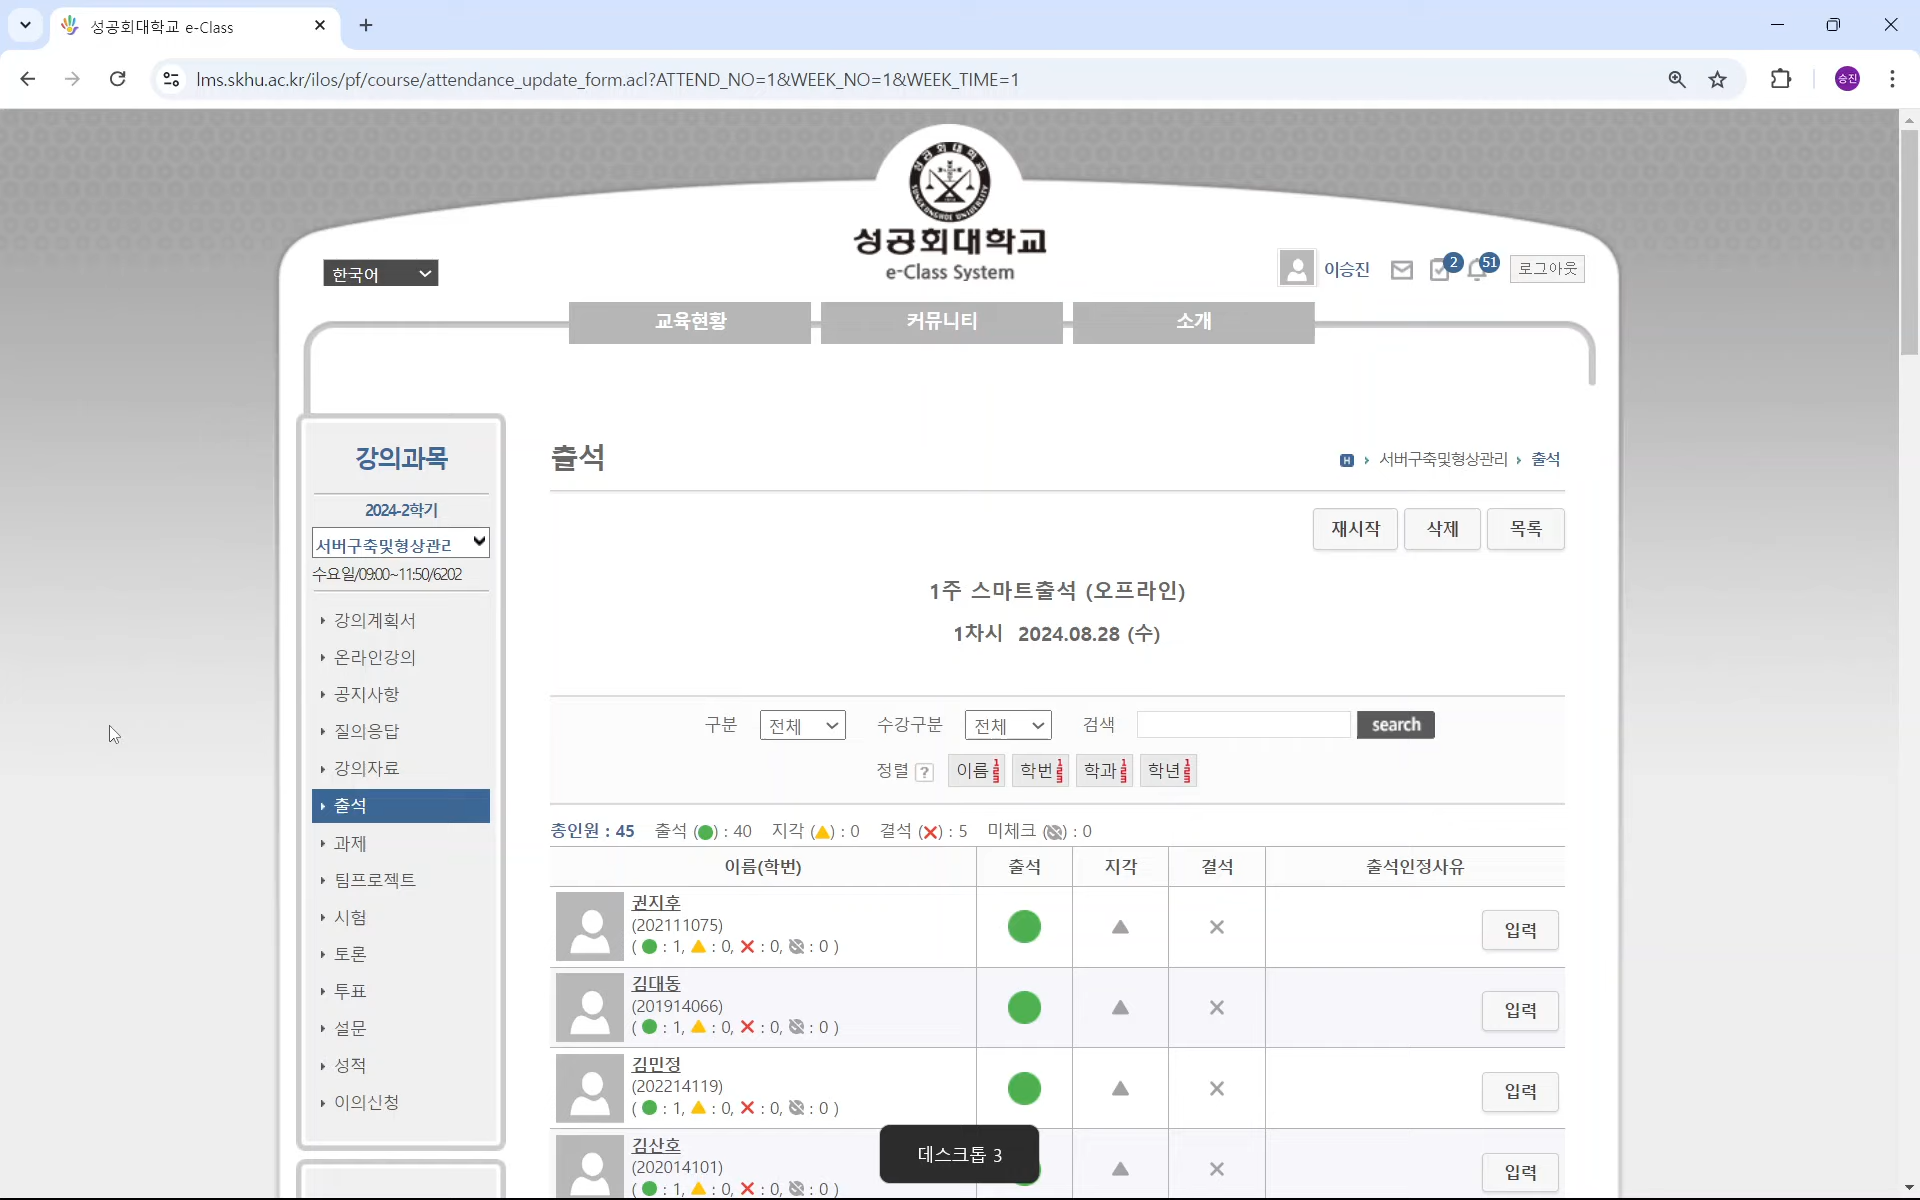 성공회대학교 e-Class
lms.skhu.ac.kr/ilos/pf/course/attendance_update_form.acl?ATTEND_NO=1&WEEK_NO=1&WEEK_TIME=1
승진
SUNGKONGHOE UNIVERSITY
성공회대학교
e-Class System
한국어
이승진
2
51
로그아웃
교육현황
커뮤니티
소개
강의과목
2024-2학기
서버구축및형상관리
수요일/09:00~11:50/6202
강의계획서
온라인강의
공지사항
질의응답
강의자료
출석
과제
팀프로젝트
시험
토론
투표
설문
성적
이의신청
출석
H 서버구축및형상관리 출석
재시작 삭제 목록
1주 스마트출석 (오프라인)
1차시 2024.08.28 (수)
구분 전체 수강구분 전체 검색 search
정렬 ? 이름 학번 학과 학년
총인원 : 45 출석 (●) : 40 지각 (▲) : 0 결석 (✕) : 5 미체크 ( ) : 0
이름(학번) 출석 지각 결석 출석인정사유
권지후
(202111075)
( ● : 1, ▲ : 0, ✕ : 0, : 0 )
입력
김대동
(201914066)
( ● : 1, ▲ : 0, ✕ : 0, : 0 )
입력
김민정
(202214119)
( ● : 1, ▲ : 0, ✕ : 0, : 0 )
입력
김산호
(202014101)
( ● : 1, ▲ : 0, ✕ : 0, : 0 )
입력
데스크톱 3